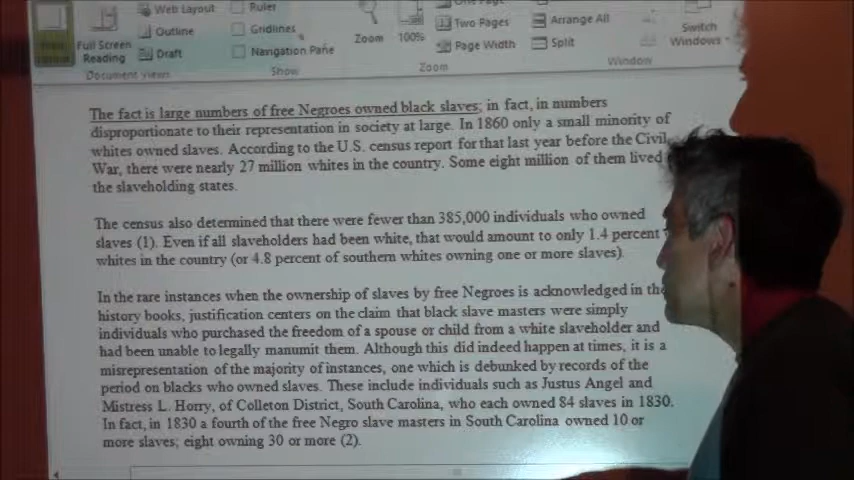 Web Layout
Ruler
Outline
Gridlines
Two Pages
Arrange All
Switch
Full Screen
Reading
Draft
Navigation Pane
Zoom
100%
Page Width
Split
Windows
Document Views
Show
Zoom
Window
The fact is large numbers of free Negroes owned black slaves; in fact, in numbers
disproportionate to their representation in society at large. In 1860 only a small minority of
whites owned slaves. According to the U.S. census report for that last year before the Civil
War, there were nearly 27 million whites in the country. Some eight million of them lived
the slaveholding states.
The census also determined that there were fewer than 385,000 individuals who owned
slaves (1). Even if all slaveholders had been white, that would amount to only 1.4 percent
whites in the country (or 4.8 percent of southern whites owning one or more slaves).
In the rare instances when the ownership of slaves by free Negroes is acknowledged in the
history books, justification centers on the claim that black slave masters were simply
individuals who purchased the freedom of a spouse or child from a white slaveholder and
had been unable to legally manumit them. Although this did indeed happen at times, it is a
misrepresentation of the majority of instances, one which is debunked by records of the
period on blacks who owned slaves. These include individuals such as Justus Angel and
Mistress L. Horry, of Colleton District, South Carolina, who each owned 84 slaves in 1830.
In fact, in 1830 a fourth of the free Negro slave masters in South Carolina owned 10 or
more slaves; eight owning 30 or more (2).